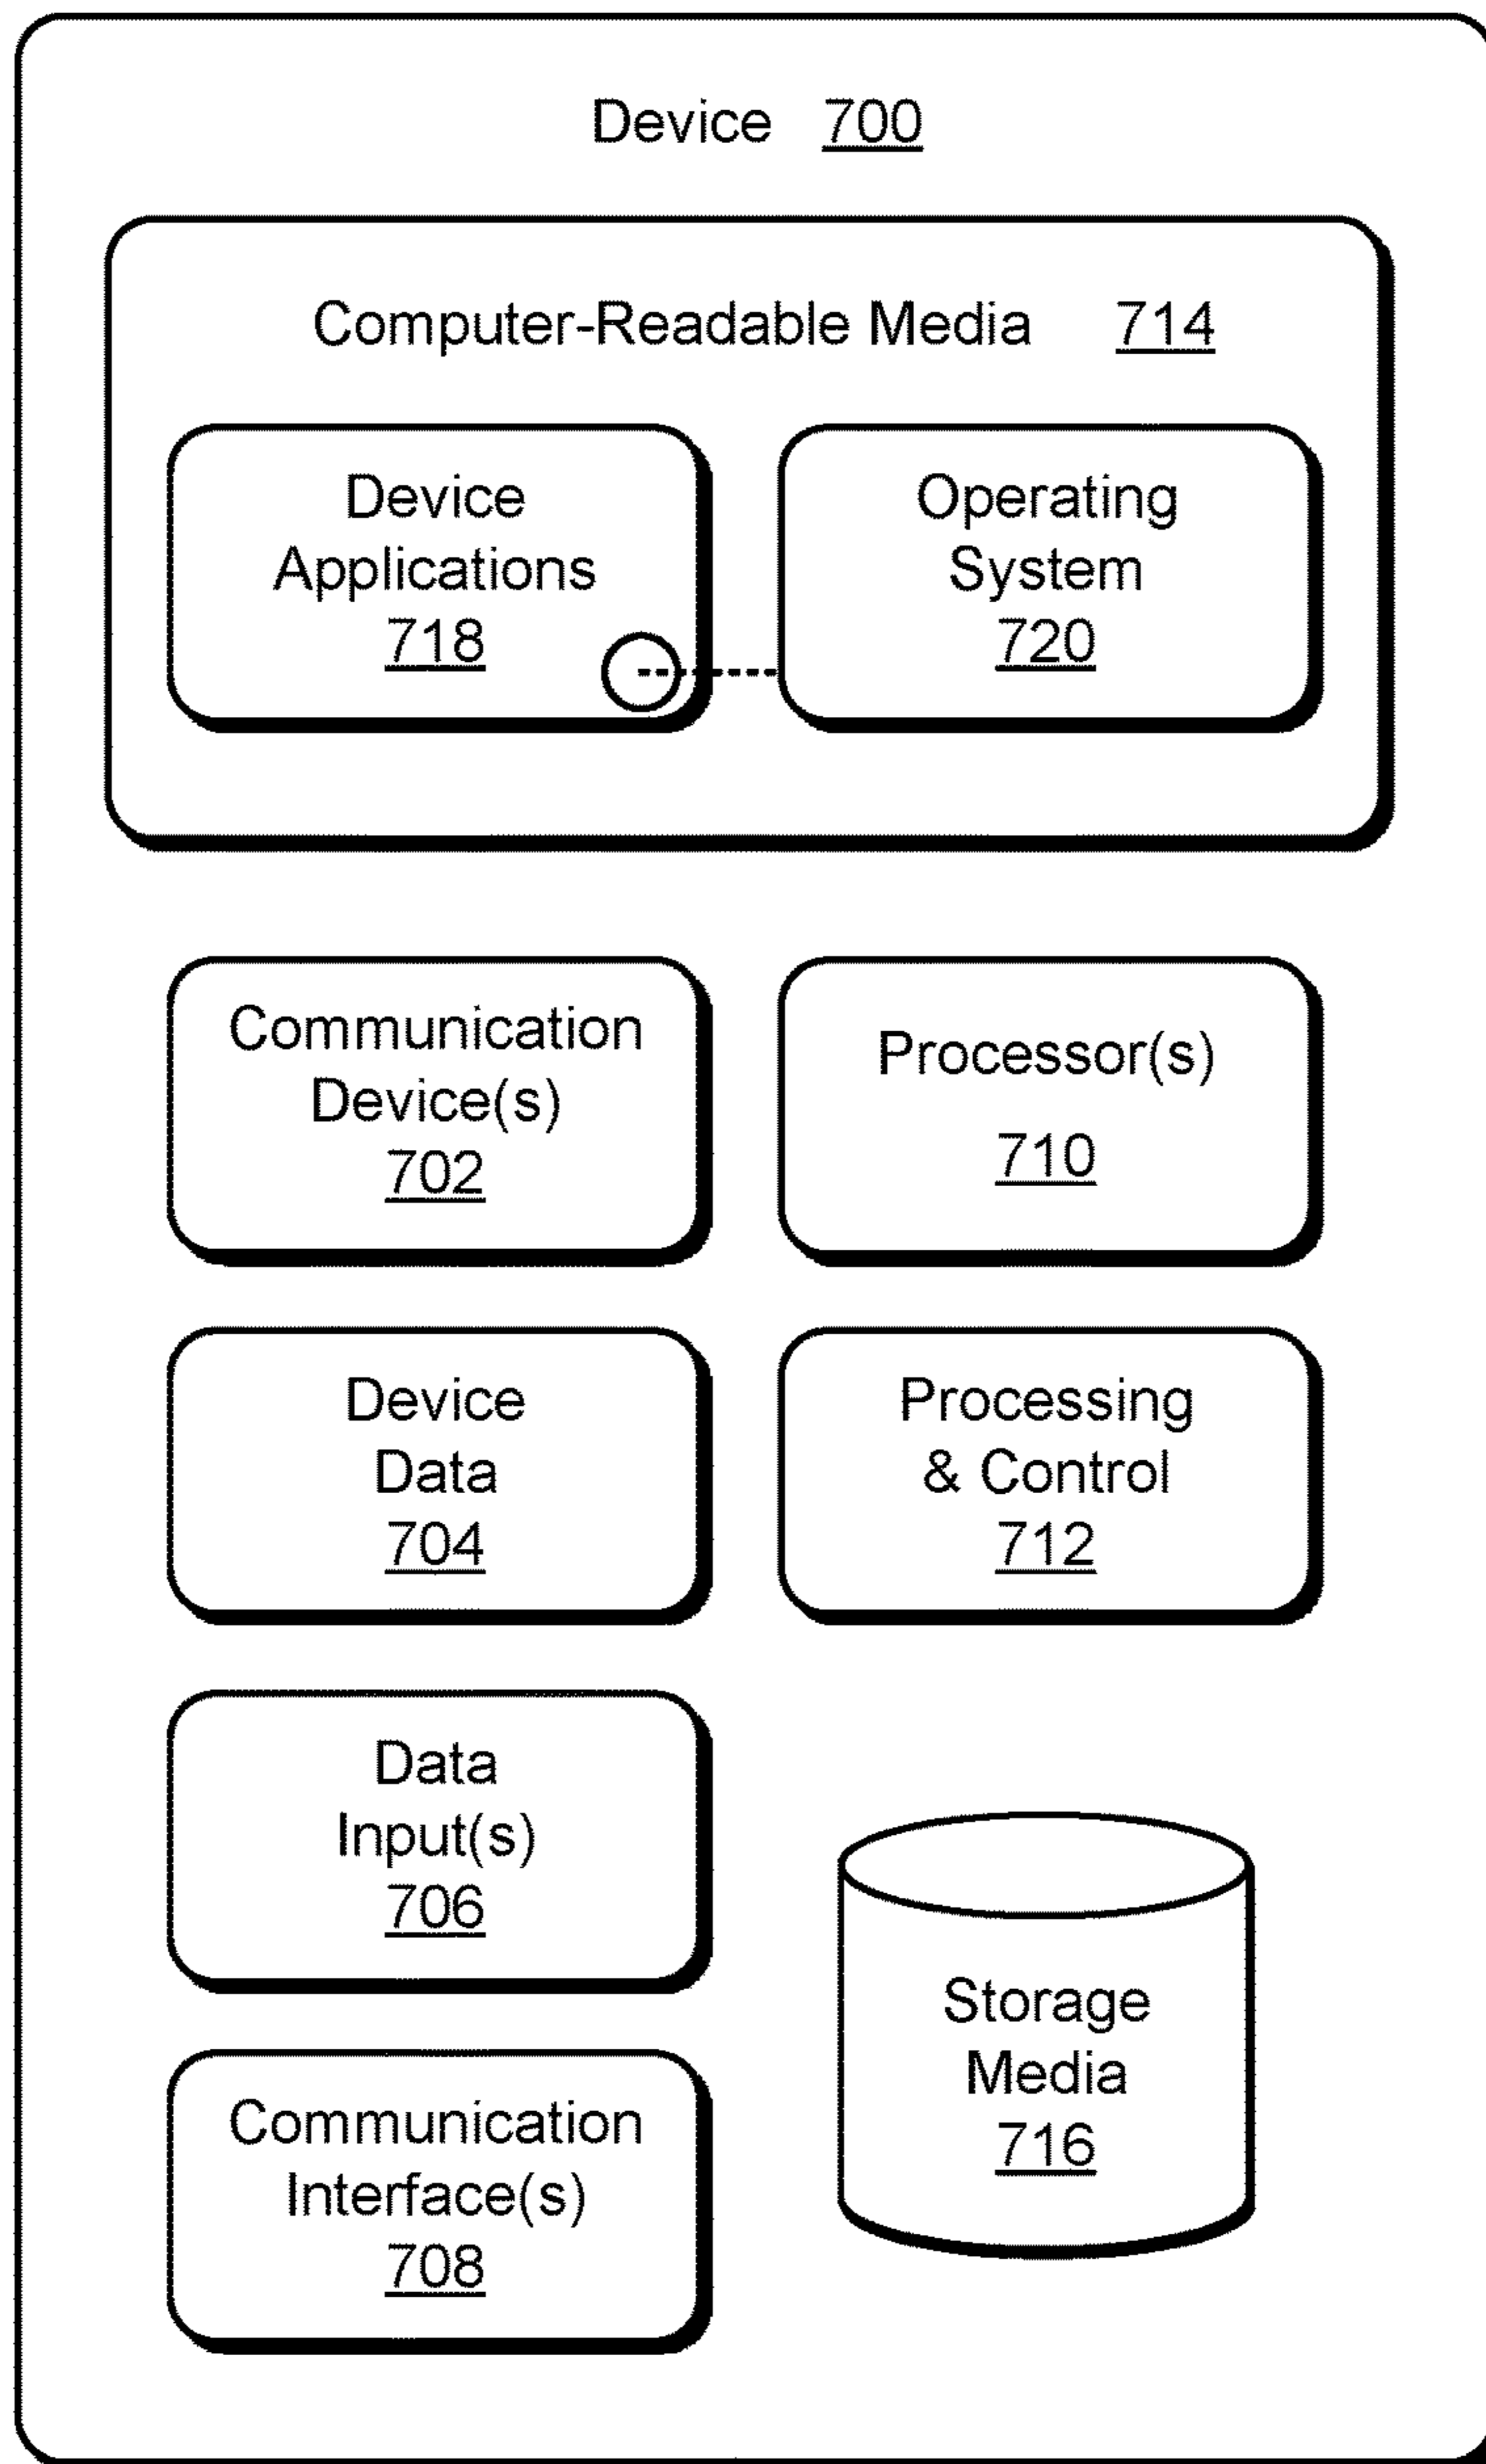 Device 700
Computer-Readable Media 714
Device
Applications
718
Operating
System
720
Communication
Device(s)
702
Processor(s)
710
Device
Data
704
Processing
& Control
712
Data
Input(s)
706
Storage
Media
716
Communication
Interface(s)
708